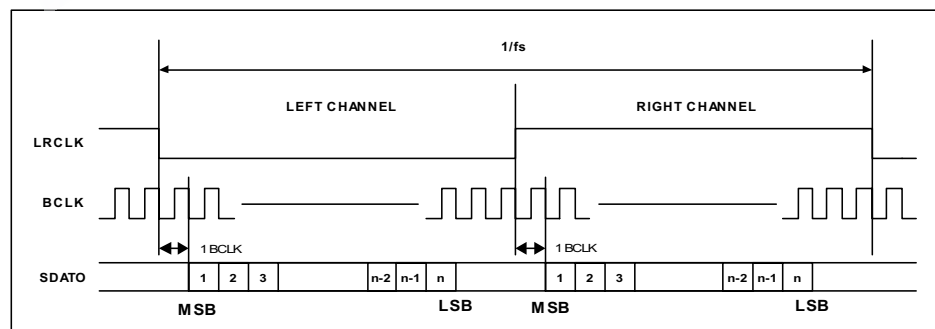 1/fs
LEFT CHANNEL RIGHT CHANNEL
LRCLK
BCLK
1 BCLK 1 BCLK
SDATO 1 2 3 n-2 n-1 n 1 2 3 n-2 n-1 n
MSB LSB MSB LSB